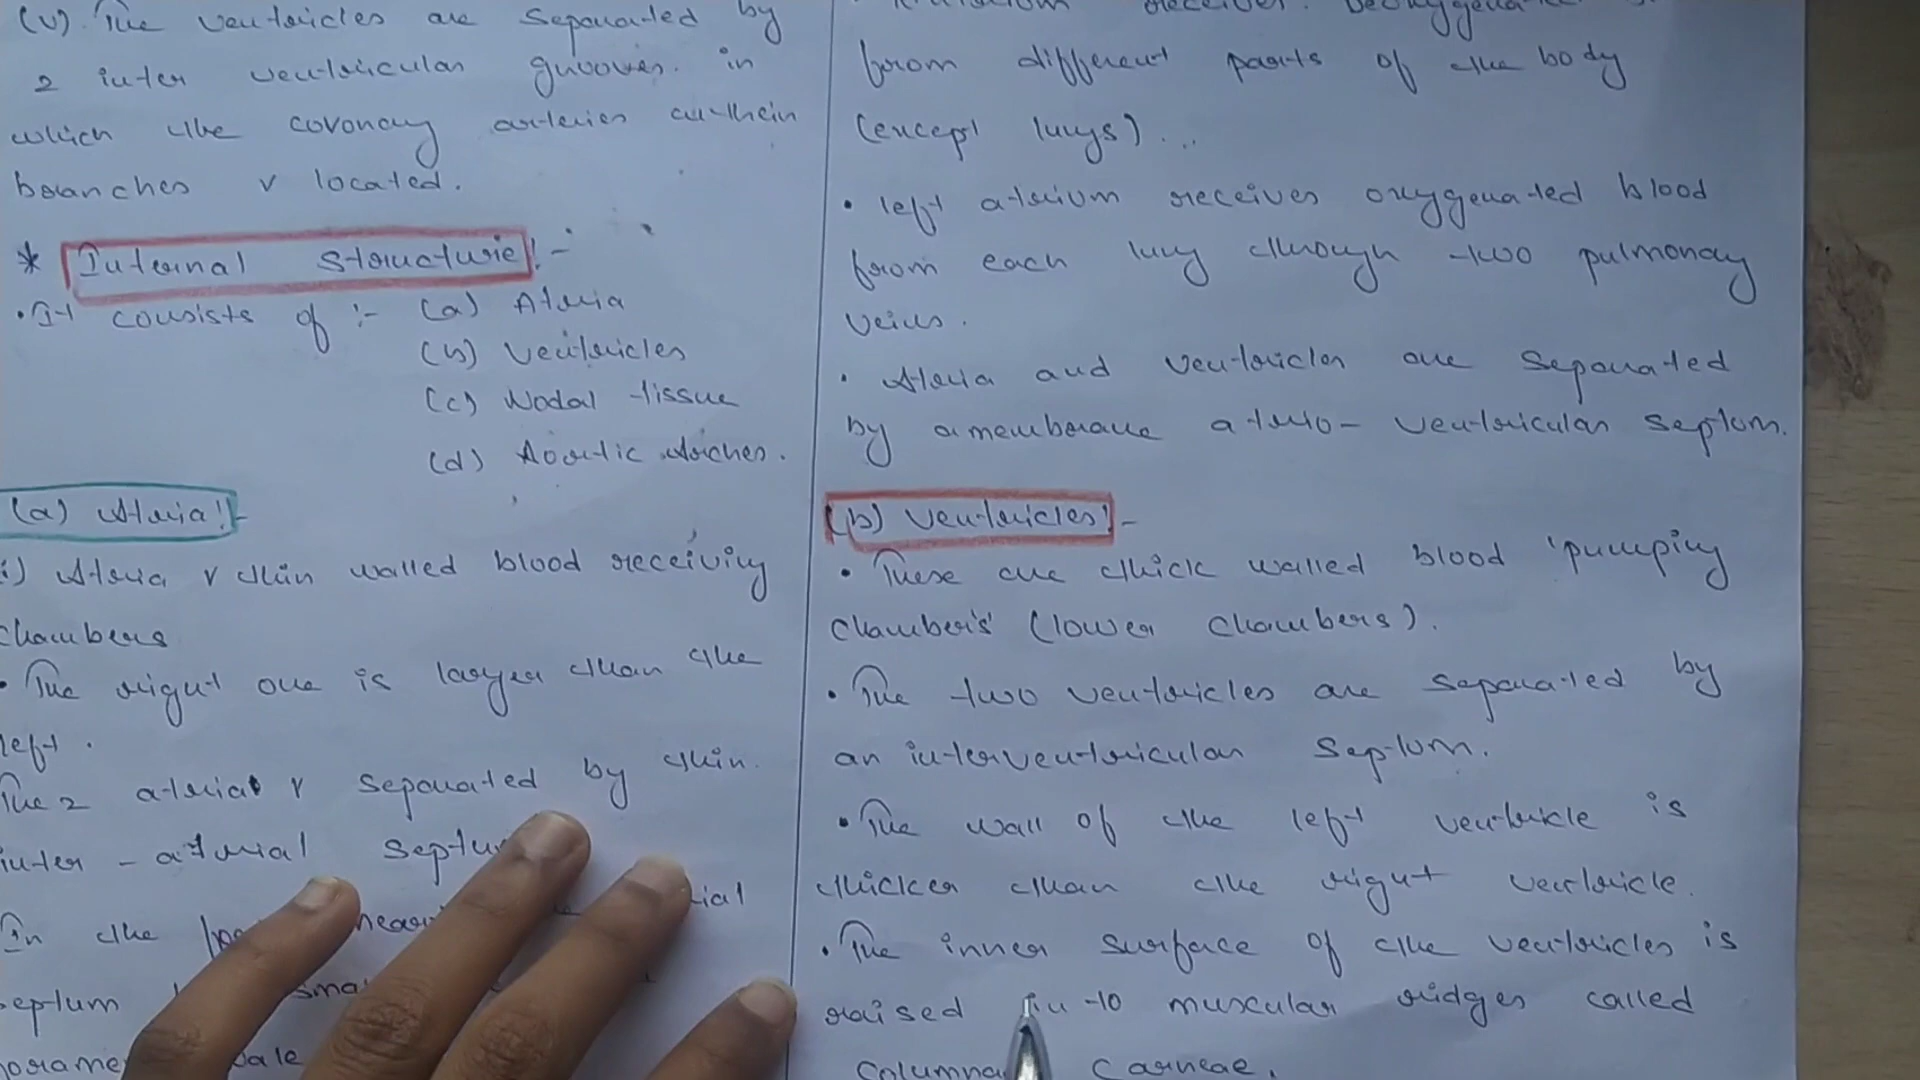 (v). The ventricles are separated by
2 inter ventricular grooves. in
which the coronary arteries
branches r located.
* Internal structure :-
• It consists of :- (a) Atria
(b) Ventricles
(c) Nodal tissue
(d) Aortic Arches.
(a) Atria :-
i) Atria r thin walled blood receiving
chambers
• The right one is larger than the
left.
The 2 atria r separated by thin
inter - atrial
In the
septum
receives
from different parts of the body
(except lungs) ...
• left atrium receives oxygenated blood
from each lung through two pulmonary
veins.
• Atria and ventricles are separated
by a membrane atrio- ventricular septum.
(b) Ventricles :-
• These are thick walled blood 'pumping
chambers' (lower chambers).
• The two ventricles are separated by
an interventricular septum.
• The wall of the left ventricle is
thicker than the right ventricle.
• The inner surface of the ventricles is
raised into muscular ridges called
Carneae.